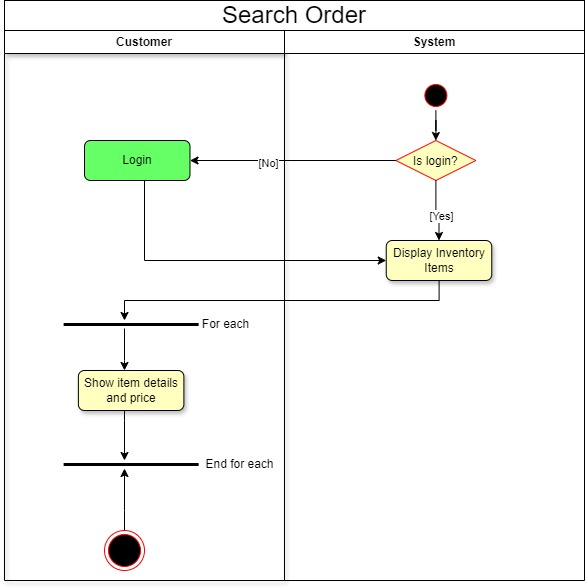 Search Order
Customer
System
Is login?
[No]
Login
[Yes]
Display Inventory
Items
For each
Show item details
and price
End for each